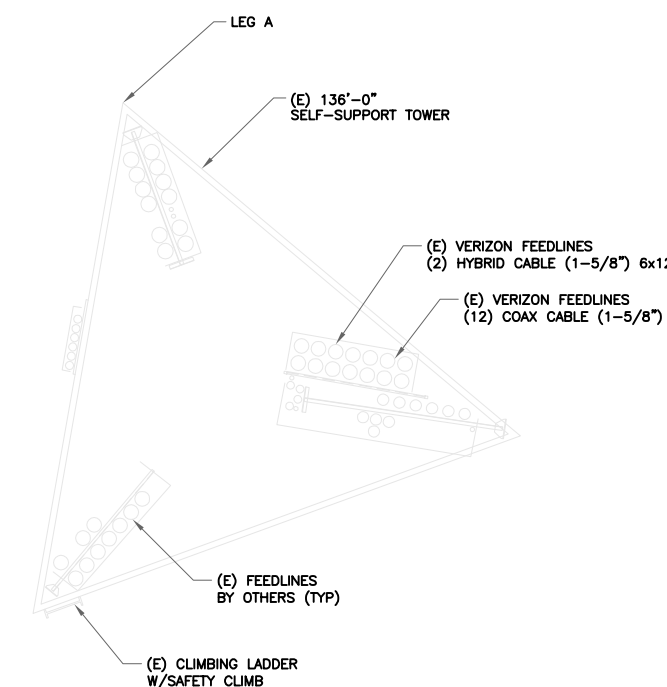 LEG A
(E) 136'-0"
SELF-SUPPORT TOWER
(E) VERIZON FEEDLINES
(2) HYBRID CABLE (1-5/8") 6x12
(E) VERIZON FEEDLINES
(12) COAX CABLE (1-5/8")
(E) FEEDLINES
BY OTHERS (TYP)
(E) CLIMBING LADDER
W/SAFETY CLIMB